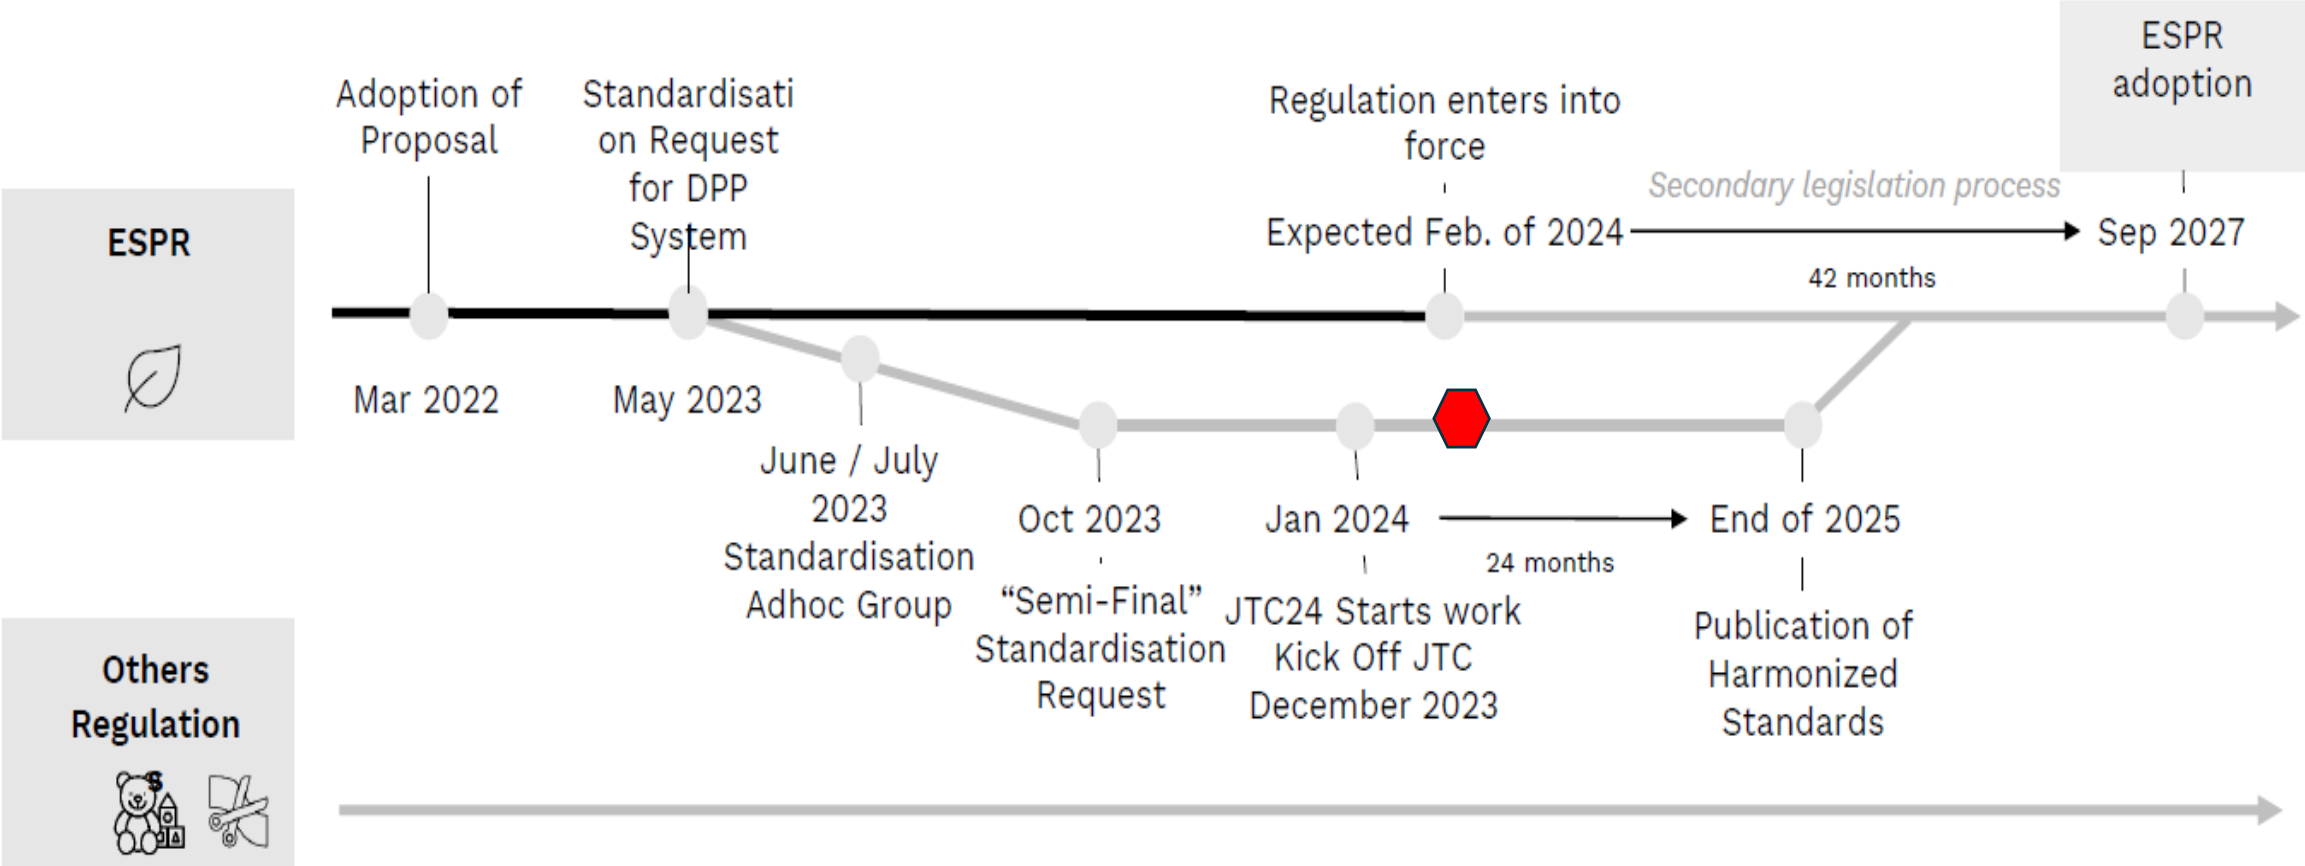 ESPR
adoption
Adoption of
Proposal
Standardisati
on Request
for DPP
System
Regulation enters into
force
Secondary legislation process
ESPR
Expected Feb. of 2024
Sep 2027
42 months
Mar 2022
May 2023
June / July
2023
Standardisation
Adhoc Group
Oct 2023
“Semi-Final”
Standardisation
Request
Jan 2024
24 months
JTC24 Starts work
Kick Off JTC
December 2023
End of 2025
Publication of
Harmonized
Standards
Others
Regulation
s